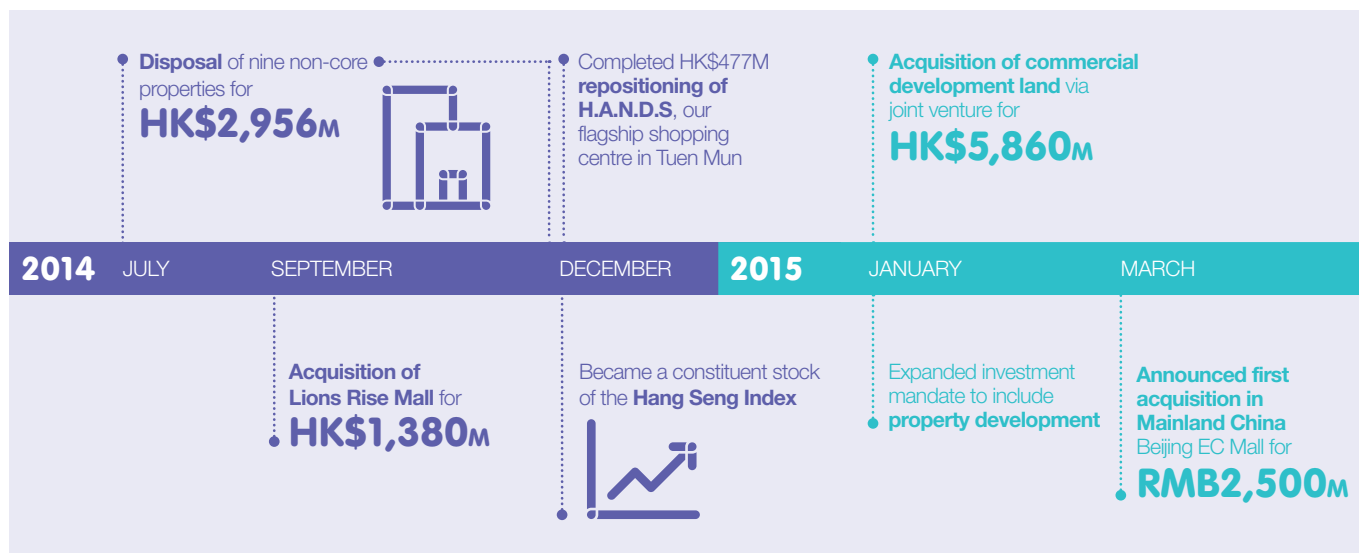 Disposal of nine non-core
properties for
HK$2,956M
Completed HK$477M
repositioning of
H.A.N.D.S, our
flagship shopping
centre in Tuen Mun
Acquisition of commercial
development land via
joint venture for
HK$5,860M
2014 JULY SEPTEMBER DECEMBER 2015 JANUARY MARCH
Acquisition of
Lions Rise Mall for
HK$1,380M
Became a constituent stock
of the Hang Seng Index
Expanded investment
mandate to include
property development
Announced first
acquisition in
Mainland China
Beijing EC Mall for
RMB2,500M